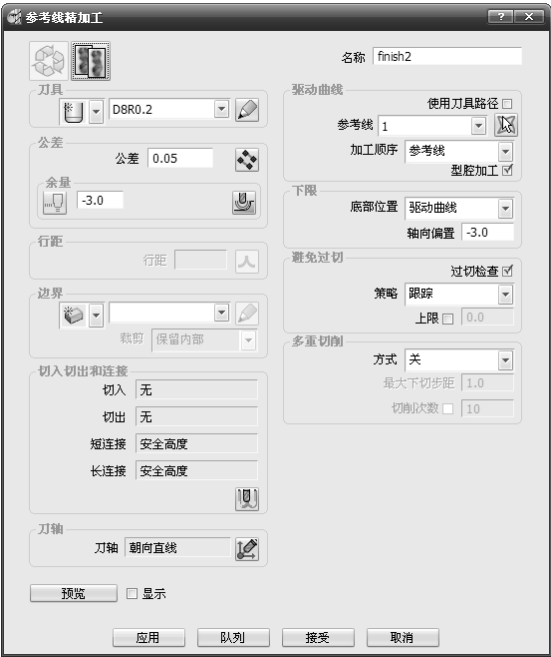 参考线精加工
名称 finish2
刀具
D8R0.2
公差
公差 0.05
余量
-3.0
行距
行距
边界
裁剪 保留内部
切入切出和连接
切入 无
切出 无
短连接 安全高度
长连接 安全高度
刀轴
刀轴 朝向直线
驱动曲线
使用刀具路径
参考线 1
加工顺序 参考线
型腔加工
下限
底部位置 驱动曲线
轴向偏置 -3.0
避免过切
过切检查
策略 跟踪
上限 0.0
多重切削
方式 关
最大下切步距 1.0
切削次数 10
预览 显示
应用 队列 接受 取消